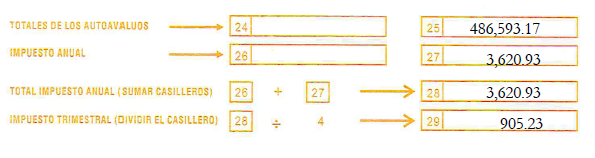 TOTALES DE LOS AUTOAVALUOS 24 25 486,593.17
IMPUESTO ANUAL 26 27 3,620.93
TOTAL IMPUESTO ANUAL (SUMAR CASILLEROS) 26 ÷ 27 28 3,620.93
IMPUESTO TRIMESTRAL (DIVIDIR EL CASILLERO) 28 ÷ 4 29 905.23